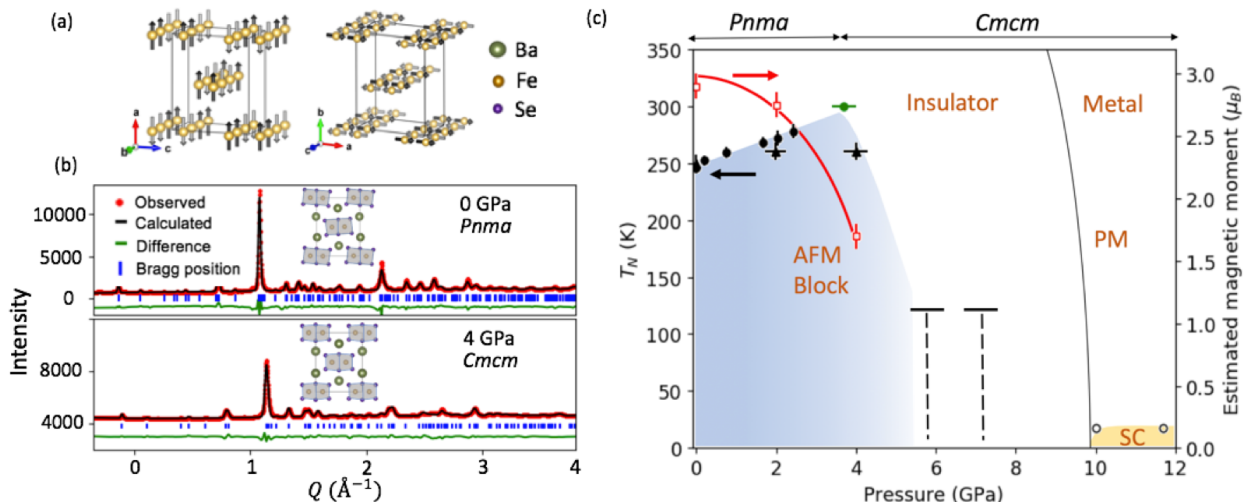 (a)
a
b
c
b
c
a
Ba
Fe
Se
(b)
Observed
Calculated
Difference
Bragg position
0 GPa
Pnma
10000
5000
0
4 GPa
Cmcm
8000
4000
Intensity
0 1 2 3 4
Q (Å⁻¹)
(c)
Pnma
Cmcm
350
300
250
200
150
100
50
0
T_N (K)
Insulator
Metal
AFM
Block
PM
SC
3.0
2.5
2.0
1.5
1.0
0.5
0.0
Estimated magnetic moment (μ_B)
0 2 4 6 8 10 12
Pressure (GPa)